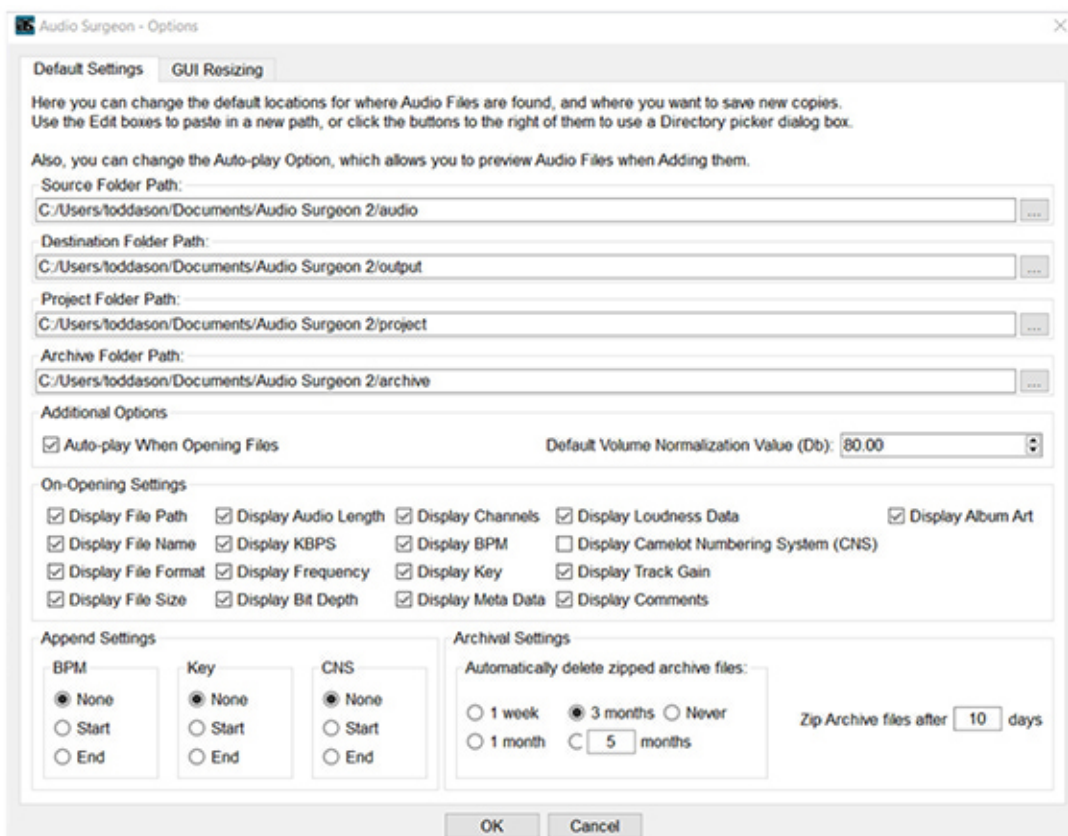 Audio Surgeon - Options
Default Settings GUI Resizing
Here you can change the default locations for where Audio Files are found, and where you want to save new copies.
Use the Edit boxes to paste in a new path, or click the buttons to the right of them to use a Directory picker dialog box.
Also, you can change the Auto-play Option, which allows you to preview Audio Files when Adding them.
Source Folder Path:
C:/Users/toddason/Documents/Audio Surgeon 2/audio ...
Destination Folder Path:
C:/Users/toddason/Documents/Audio Surgeon 2/output ...
Project Folder Path:
C:/Users/toddason/Documents/Audio Surgeon 2/project ...
Archive Folder Path:
C:/Users/toddason/Documents/Audio Surgeon 2/archive ...
Additional Options
Auto-play When Opening Files Default Volume Normalization Value (Db): 80.00
On-Opening Settings
Display File Path Display Audio Length Display Channels Display Loudness Data Display Album Art
Display File Name Display KBPS Display BPM Display Camelot Numbering System (CNS)
Display File Format Display Frequency Display Key Display Track Gain
Display File Size Display Bit Depth Display Meta Data Display Comments
Append Settings
BPM Key CNS
None None None
Start Start Start
End End End
Archival Settings
Automatically delete zipped archive files:
1 week 3 months Never
1 month 5 months
Zip Archive files after 10 days
OK Cancel